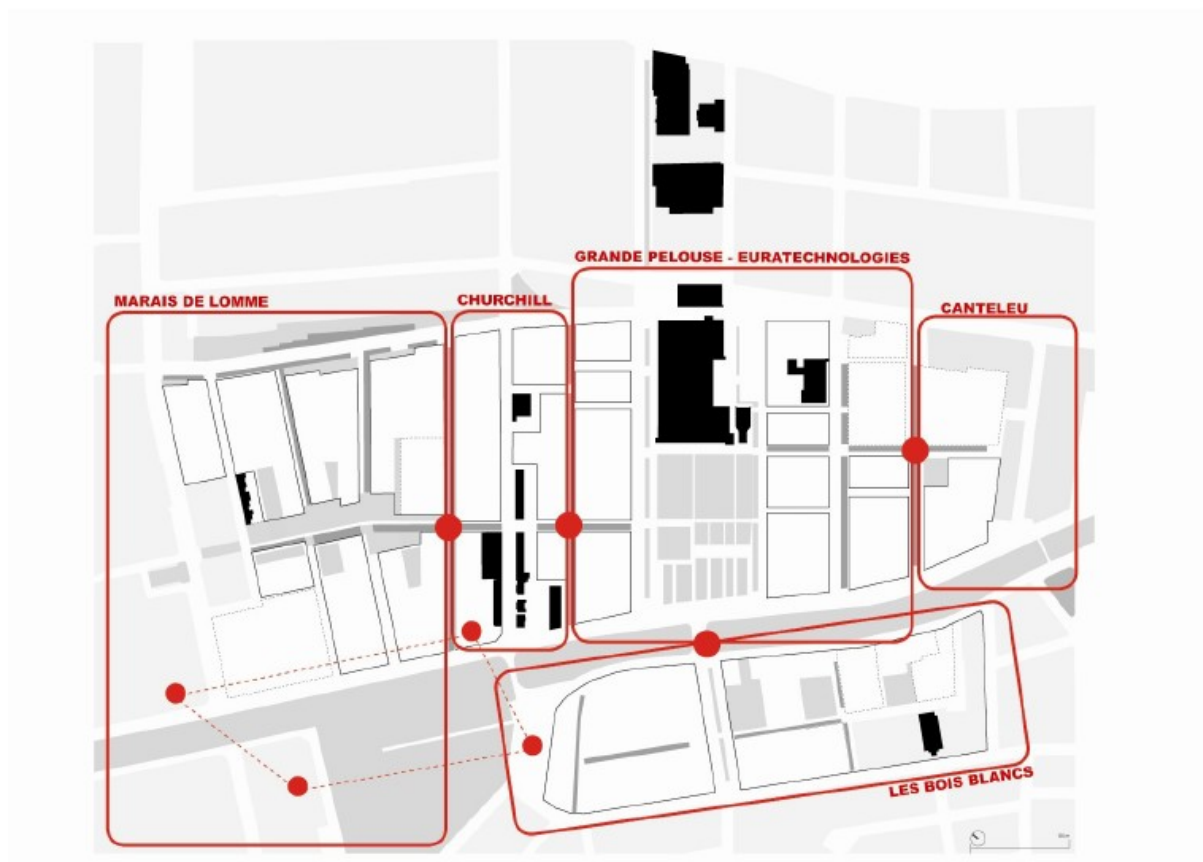 GRANDE PELOUSE - EURATECHNOLOGIES
MARAIS DE LOMME
CHURCHILL
CANTELEU
LES BOIS BLANCS